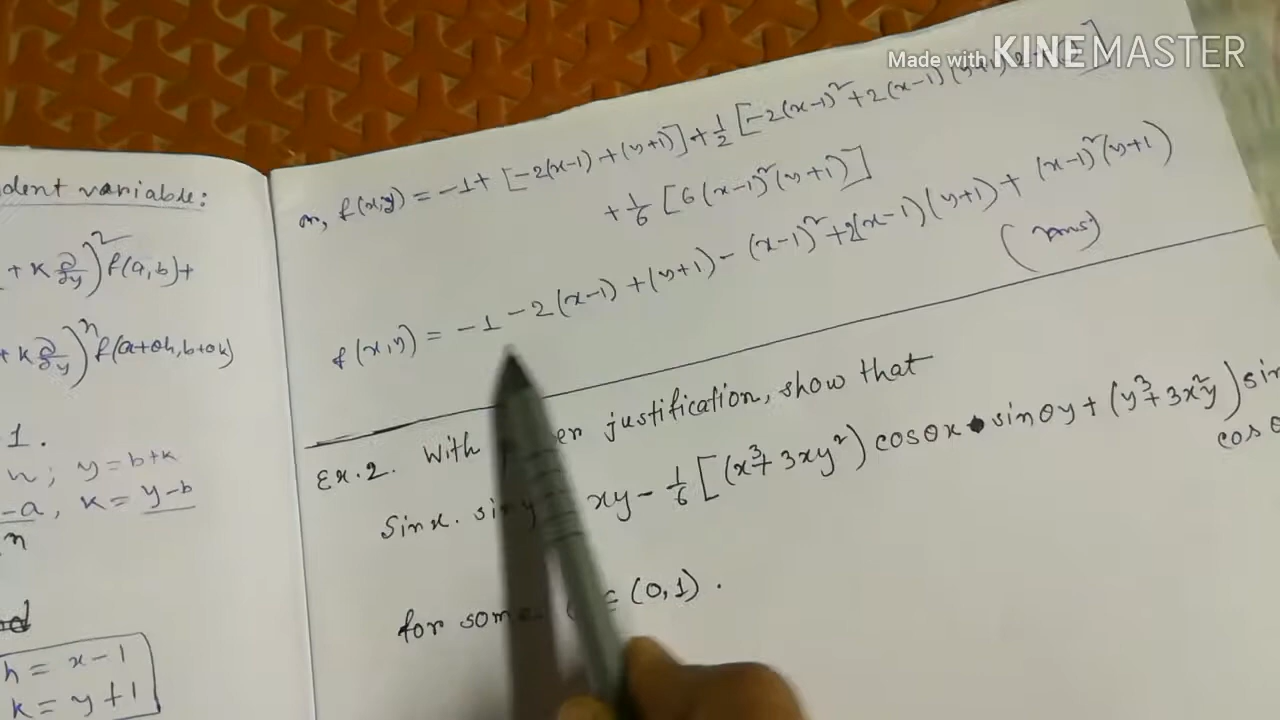 Made with KINEMASTER
dent variable:
+ k ∂/∂y)² f(a,b)+
+ k ∂/∂y)ⁿ f(a+θh, b+θk)
1.
; y = b+k
-a, k = y-b
n
h = x-1
k = y+1
or, f(x,y) = -1 + [-2(x-1) + (y+1)] + 1/2 [-2(x-1)² + 2(x-1)
+ 1/6 [6(x-1)²(y+1)]
f(x,y) = -1 -2(x-1) + (y+1) - (x-1)² + 2(x-1)(y+1) + (x-1)²(y+1)
(Ans)
Ex.2. With justification, show that
Sinx. xy - 1/6 [(x³+3xy²) cosθx • sinθy + (y³+3x²y) sin
cos θ
for some ∈ (0,1).